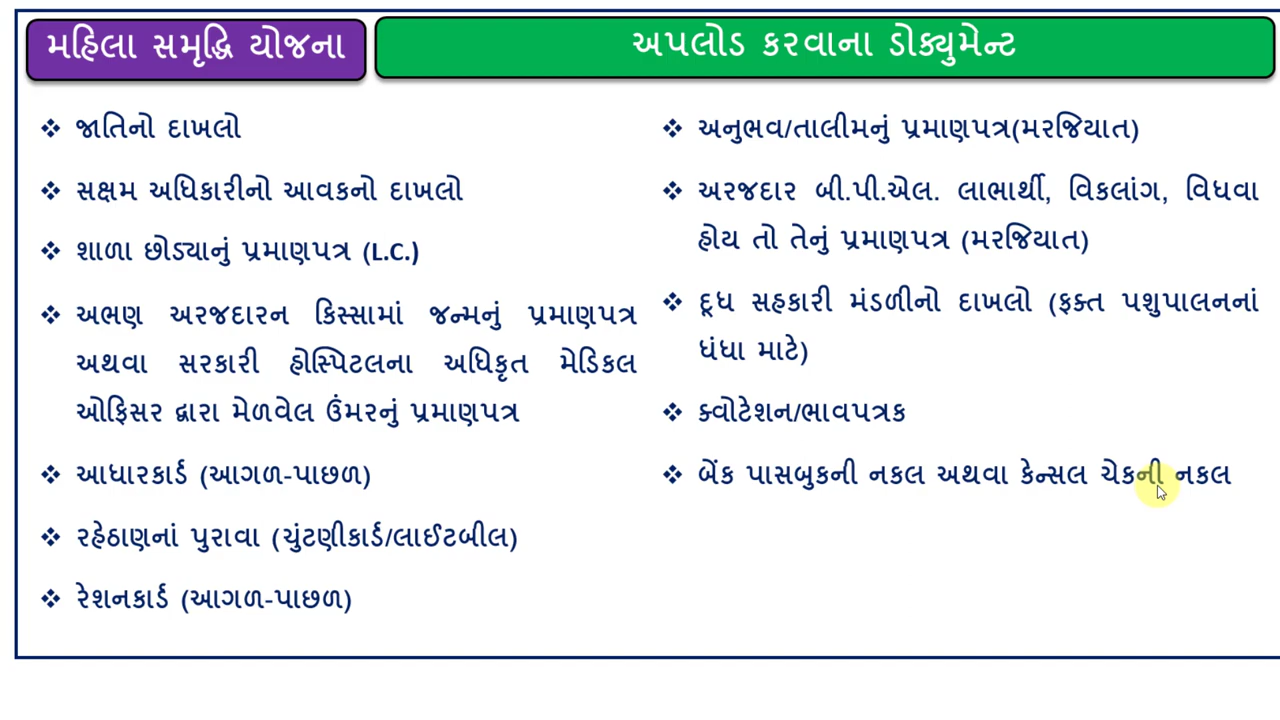 મહિલા સમૃદ્ધિ યોજના
અપલોડ કરવાના ડોક્યુમેન્ટ
❖ જાતિનો દાખલો
❖ સક્ષમ અધિકારીનો આવકનો દાખલો
❖ શાળા છોડ્યાનું પ્રમાણપત્ર (L.C.)
❖ અભણ અરજદારન કિસ્સામાં જન્મનું પ્રમાણપત્ર
અથવા સરકારી હોસ્પિટલના અધિકૃત મેડિકલ
ઓફિસર દ્વારા મેળવેલ ઉંમરનું પ્રમાણપત્ર
❖ આધારકાર્ડ (આગળ-પાછળ)
❖ રહેઠાણનાં પુરાવા (ચુંટણીકાર્ડ/લાઈટબીલ)
❖ રેશનકાર્ડ (આગળ-પાછળ)
❖ અનુભવ/તાલીમનું પ્રમાણપત્ર(મરજિયાત)
❖ અરજદાર બી.પી.એલ. લાભાર્થી, વિકલાંગ, વિધવા
હોય તો તેનું પ્રમાણપત્ર (મરજિયાત)
❖ દૂધ સહકારી મંડળીનો દાખલો (ફક્ત પશુપાલનનાં
ધંધા માટે)
❖ ક્વોટેશન/ભાવપત્રક
❖ બેંક પાસબુકની નકલ અથવા કેન્સલ ચેકની નકલ